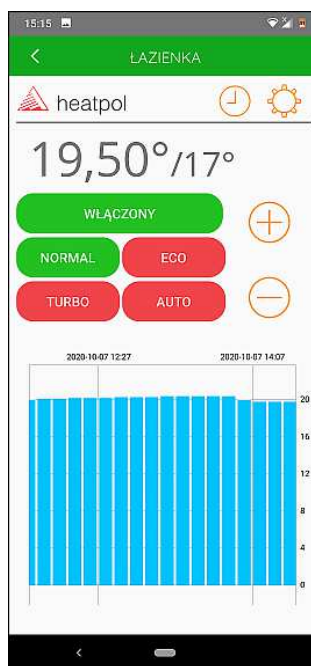 15:15
ŁAZIENKA
heatpol
19,50°/17°
WŁĄCZONY
NORMAL
ECO
TURBO
AUTO
2020-10-07 12:27
2020-10-07 14:07
20
16
12
8
4
0